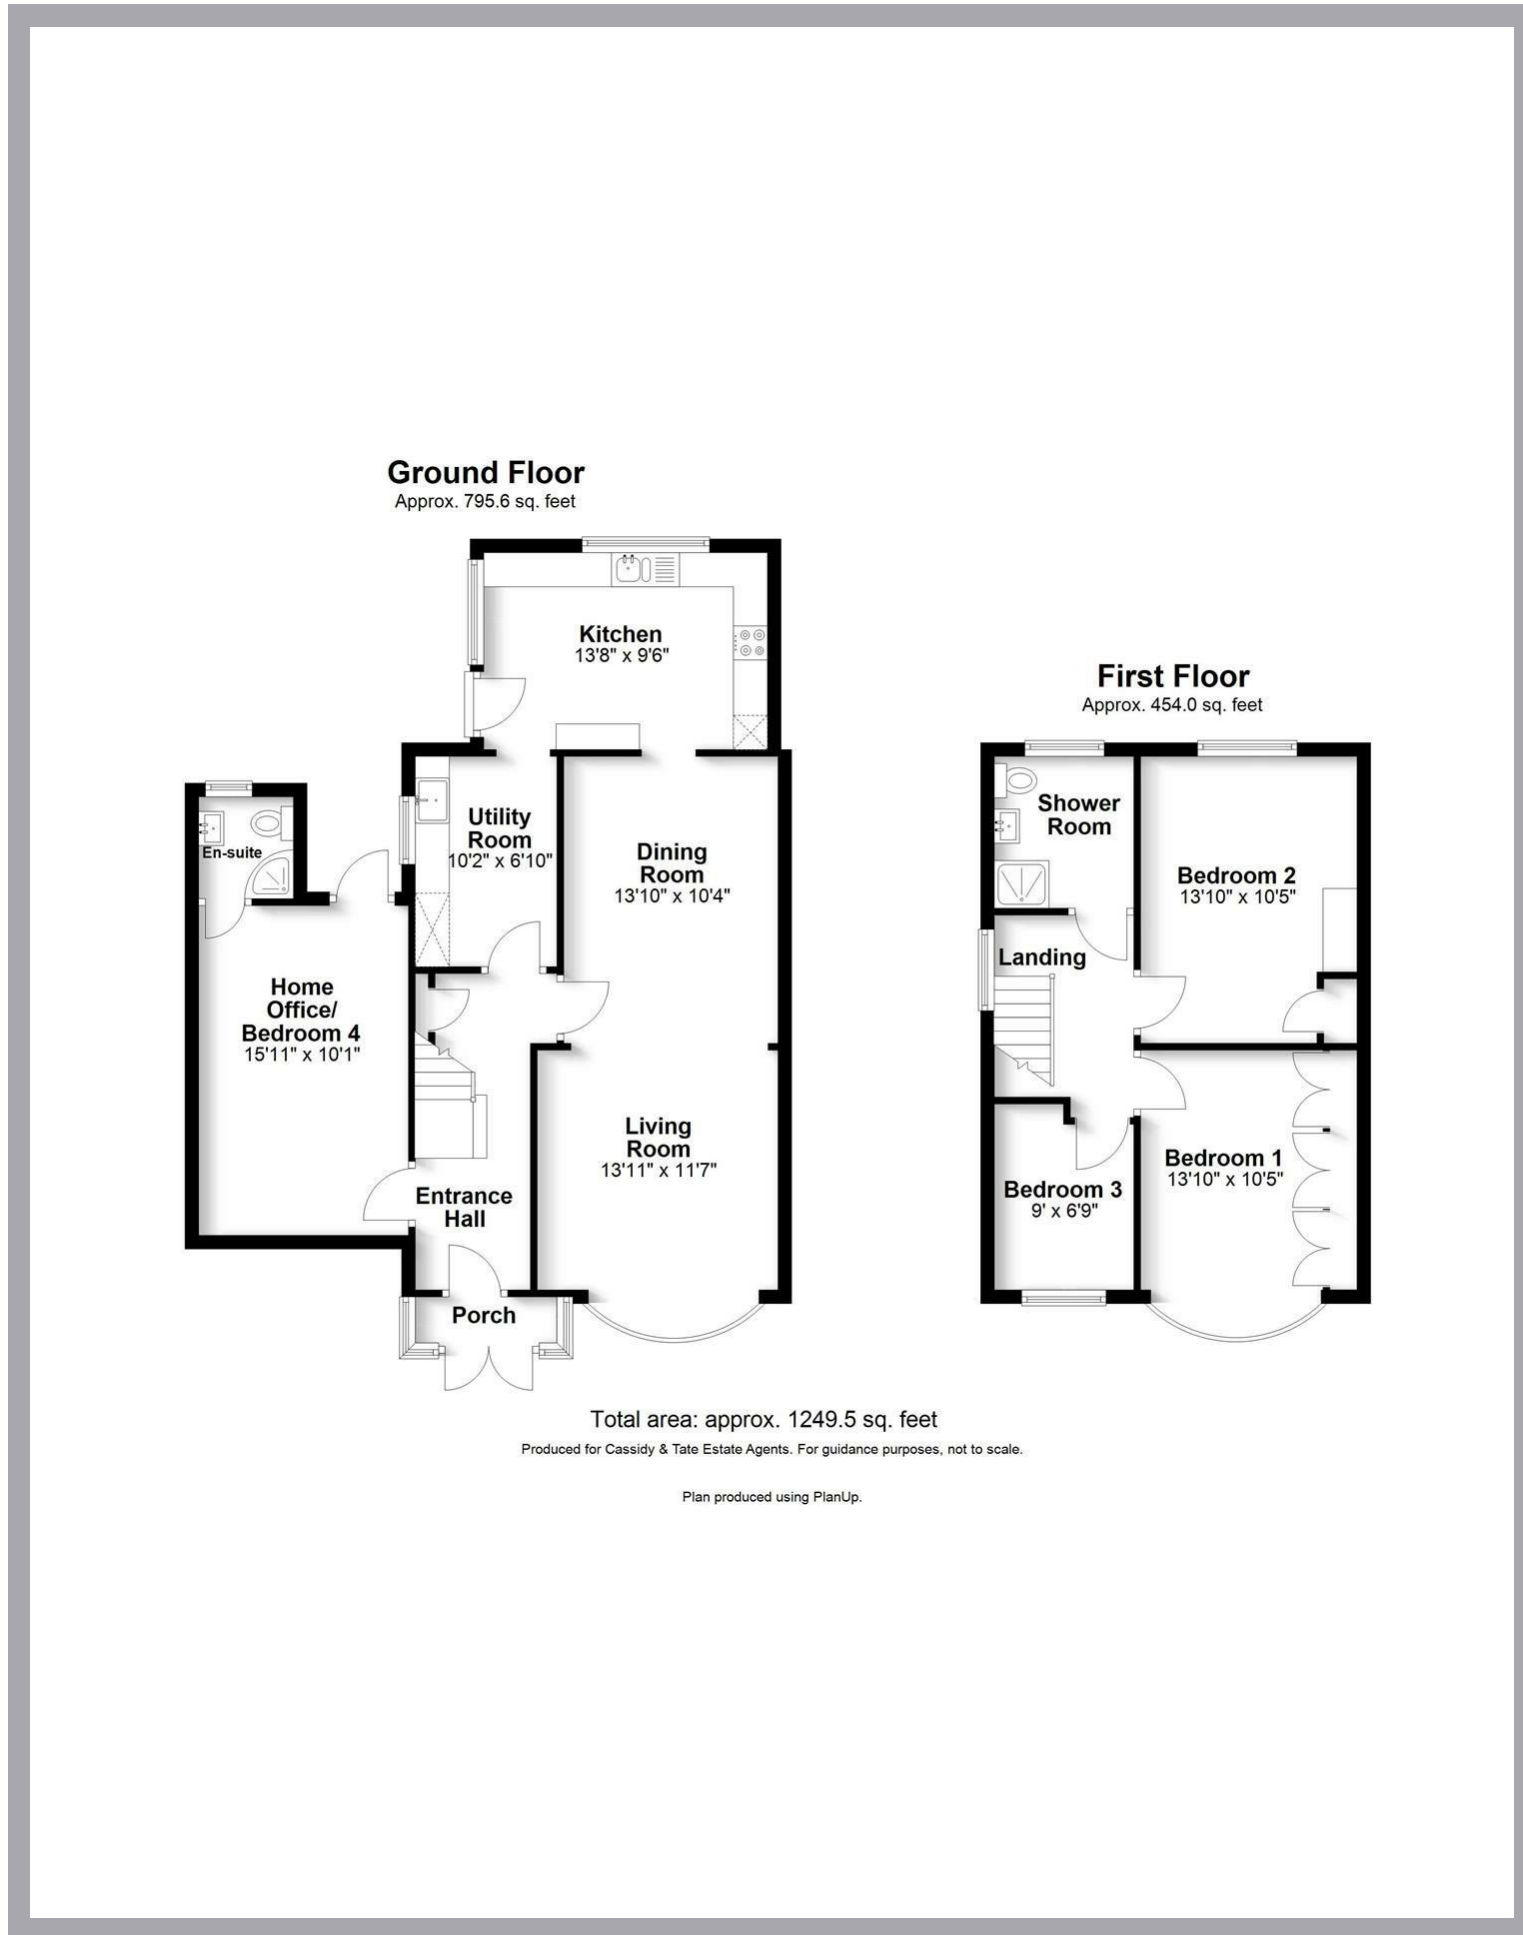 Ground Floor
Approx. 795.6 sq. feet
Kitchen
13'8" x 9'6"
Utility
Room
10'2" x 6'10"
Dining
Room
13'10" x 10'4"
En-suite
Home
Office/
Bedroom 4
15'11" x 10'1"
Living
Room
13'11" x 11'7"
Entrance
Hall
Porch
First Floor
Approx. 454.0 sq. feet
Shower
Room
Bedroom 2
13'10" x 10'5"
Landing
Bedroom 1
13'10" x 10'5"
Bedroom 3
9' x 6'9"
Total area: approx. 1249.5 sq. feet
Produced for Cassidy & Tate Estate Agents. For guidance purposes, not to scale.
Plan produced using PlanUp.